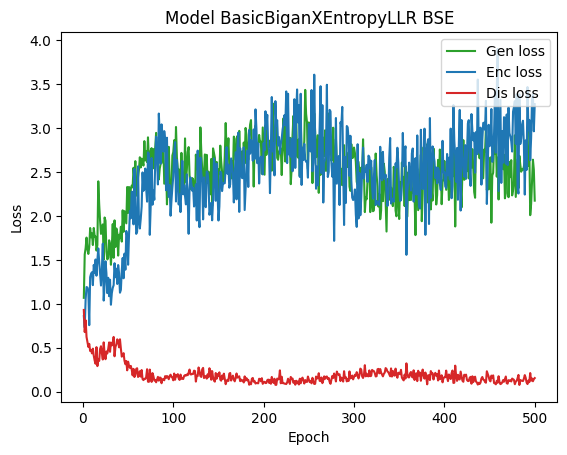 Model BasicBiganXEntropyLLR BSE
4.0
3.5
3.0
2.5
2.0
1.5
1.0
0.5
0.0
Loss
Gen loss
Enc loss
Dis loss
0 100 200 300 400 500
Epoch